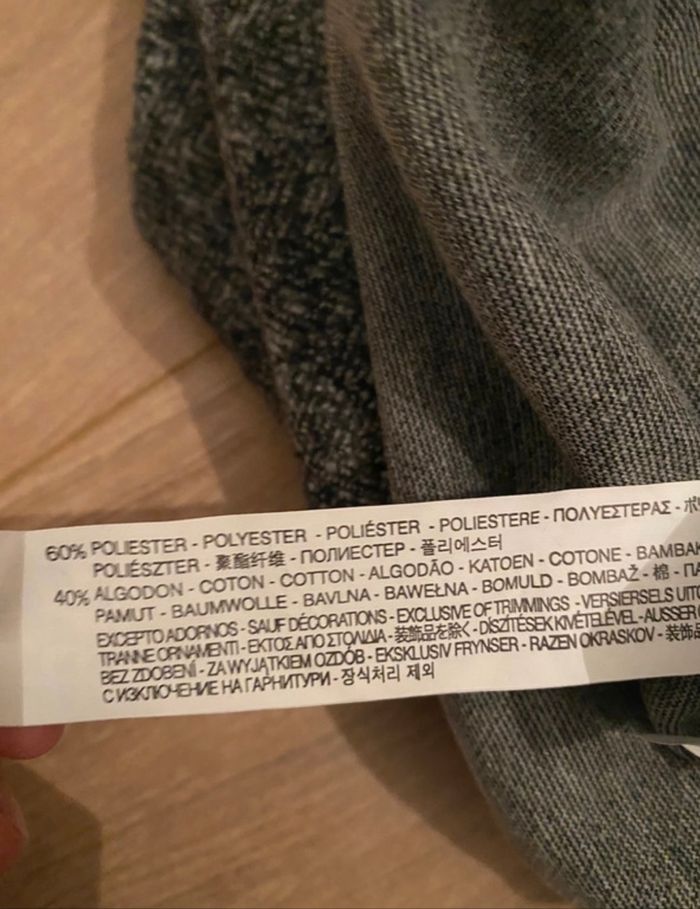 60% POLIESTER - POLYESTER - POLIÉSTER - POLIESTERE - ΠΟΛΥΕΣΤΕΡΑΣ -
POLIÉSZTER - 聚酯纤维 - ПОЛИЕСТЕР - 폴리에스터
40% ALGODON - COTON - COTTON - ALGODÃO - KATOEN - COTONE - BAMBAK
PAMUT - BAUMWOLLE - BAVLNA - BAWEŁNA - BOMULD - BOMBAŽ - 棉 - ПА
EXCEPTO ADORNOS - SAUF DÉCORATIONS - EXCLUSIVE OF TRIMMINGS - VERSIERSELS UITG
TRANNE ORNAMENTI - ΕΚΤΟΣ ΑΠΟ ΣΤΟΛΙΔΙΑ - 装飾品を除く - DÍSZÍTÉSEK KIVÉTELÉVEL - AUSSER
BEZ ZDOBENÍ - ZA WYJĄTKIEM OZDÓB - EKSKLUSIV FRYNSER - RAZEN OKRASKOV - 装饰品
С ИЗКЛЮЧЕНИЕ НА ГАРНИТУРИ - 장식처리 제외